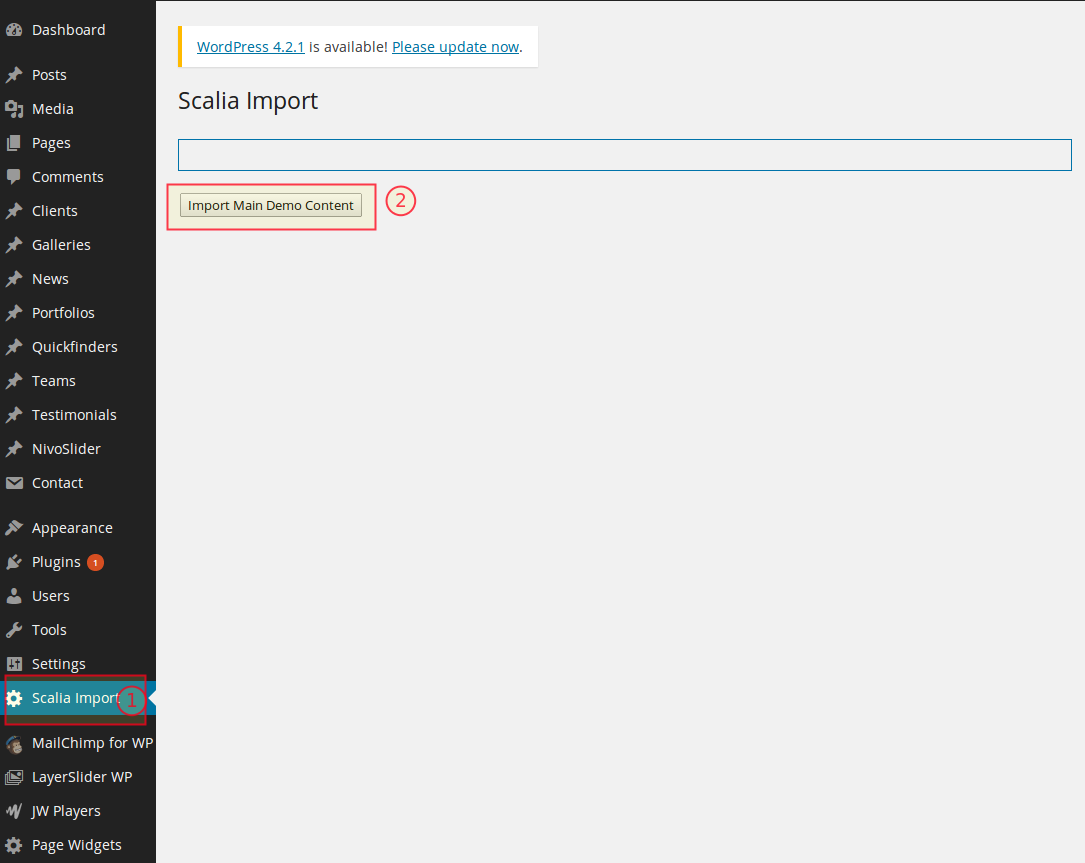 Dashboard
Posts
Media
Pages
Comments
Clients
Galleries
News
Portfolios
Quickfinders
Teams
Testimonials
NivoSlider
Contact
Appearance
Plugins 1
Users
Tools
Settings
Scalia Import 1
MailChimp for WP
LayerSlider WP
JW Players
Page Widgets
WordPress 4.2.1 is available! Please update now.
Scalia Import
Import Main Demo Content 2